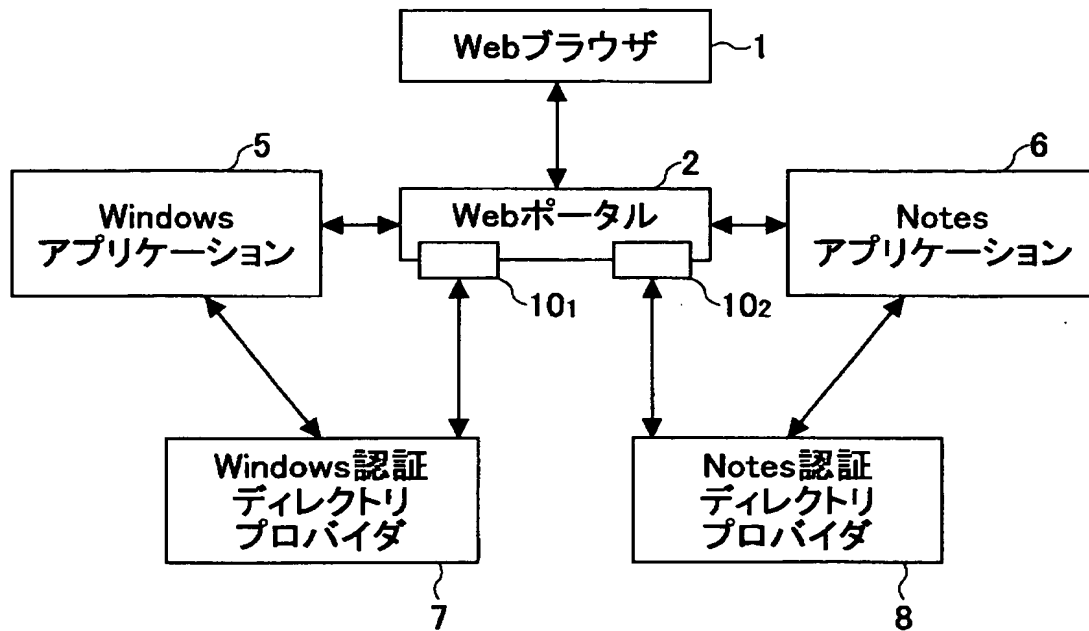 Webブラウザ
1
5
Windows
アプリケーション
2
Webポータル
6
Notes
アプリケーション
10₁
10₂
Windows認証
ディレクトリ
プロバイダ
7
Notes認証
ディレクトリ
プロバイダ
8